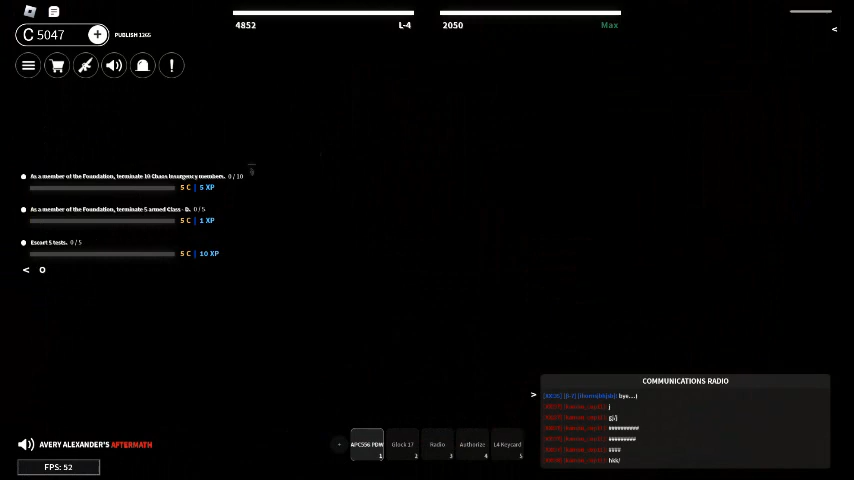 4852
L-4
2050
Max
C 5047
+
PUBLISH 1265
<
!
As a member of the Foundation, terminate 10 Chaos Insurgency members. 0 / 10
5 C | 5 XP
As a member of the Foundation, terminate 5 armed Class - D. 0 / 5
5 C | 1 XP
Escort 5 tests. 0 / 5
5 C | 10 XP
< O
COMMUNICATIONS RADIO
>
bye...:)
j
gj/j
##########
#########
####
hkk/
AVERY ALEXANDER'S AFTERMATH
FPS: 52
+
APC556 PDW 1
Glock 17 2
Radio 3
Authorize 4
L4 Keycard 5